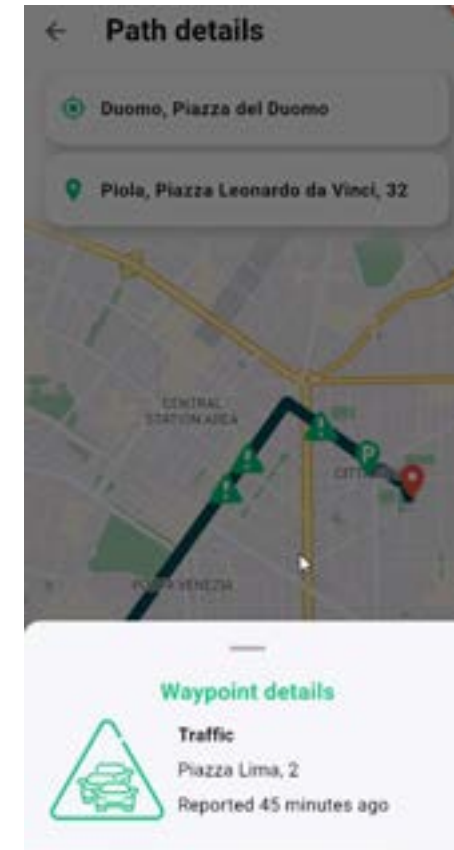 Path details
Duomo, Piazza del Duomo
Piola, Piazza Leonardo da Vinci, 32
CENTRAL
STATION AREA
P
PORTA VENEZIA
Waypoint details
Traffic
Piazza Lima, 2
Reported 45 minutes ago